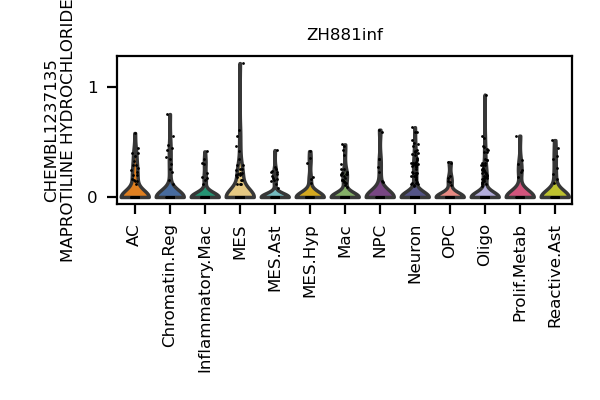 ZH881inf
CHEMBL1237135
MAPROTILINE HYDROCHLORIDE
1
0
AC
Chromatin.Reg
Inflammatory.Mac
MES
MES.Ast
MES.Hyp
Mac
NPC
Neuron
OPC
Oligo
Prolif.Metab
Reactive.Ast